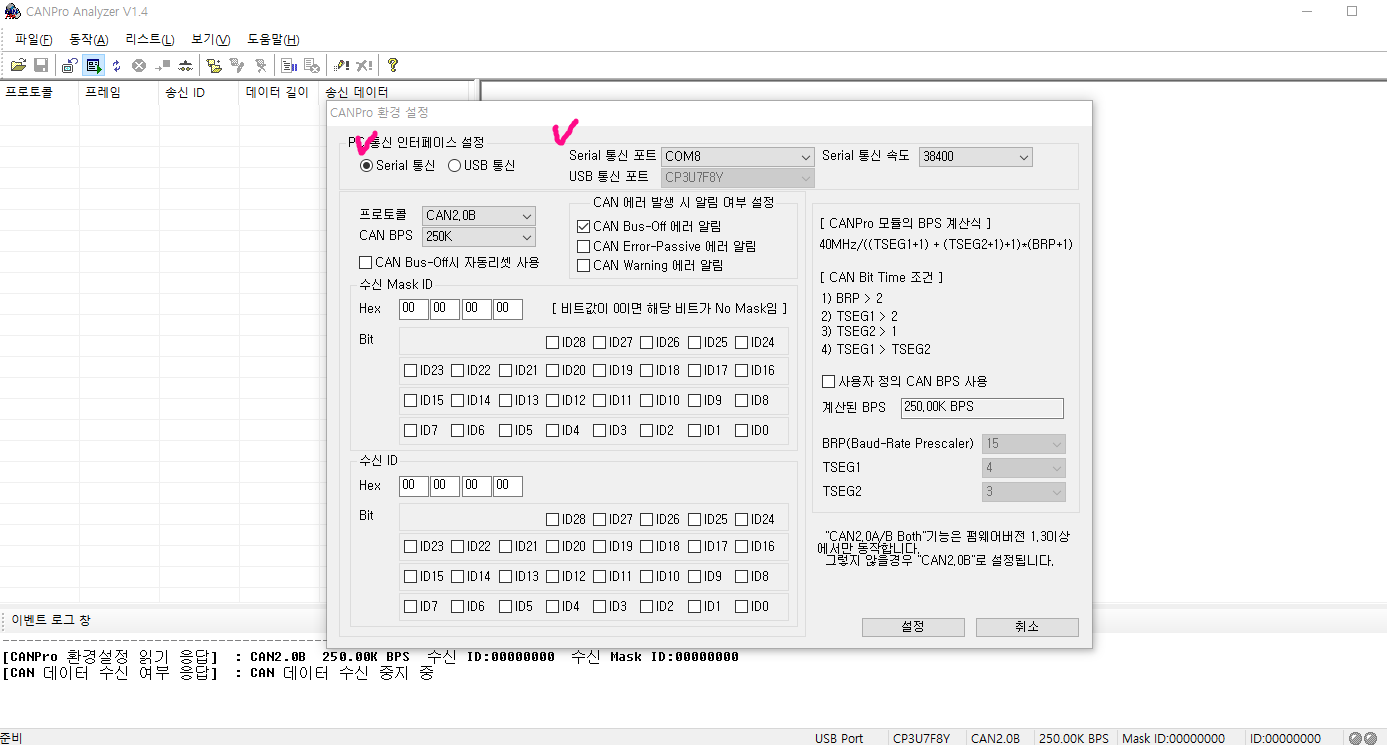 CANPro Analyzer V1.4
파일(F) 동작(A) 리스트(L) 보기(V) 도움말(H)
프로토콜 프레임 송신 ID 데이터 길이 송신 데이터
CANPro 환경 설정
PC 통신 인터페이스 설정
Serial 통신 USB 통신
Serial 통신 포트 COM8 Serial 통신 속도 38400
USB 통신 포트 CP3U7F8Y
프로토콜 CAN2.0B
CAN BPS 250K
CAN Bus-Off시 자동리셋 사용
CAN 에러 발생 시 알림 여부 설정
CAN Bus-Off 에러 알림
CAN Error-Passive 에러 알림
CAN Warning 에러 알림
수신 Mask ID
Hex 00 00 00 00 [ 비트값이 0이면 해당 비트가 No Mask임 ]
Bit ID28 ID27 ID26 ID25 ID24
ID23 ID22 ID21 ID20 ID19 ID18 ID17 ID16
ID15 ID14 ID13 ID12 ID11 ID10 ID9 ID8
ID7 ID6 ID5 ID4 ID3 ID2 ID1 ID0
수신 ID
Hex 00 00 00 00
Bit ID28 ID27 ID26 ID25 ID24
ID23 ID22 ID21 ID20 ID19 ID18 ID17 ID16
ID15 ID14 ID13 ID12 ID11 ID10 ID9 ID8
ID7 ID6 ID5 ID4 ID3 ID2 ID1 ID0
[ CANPro 모듈의 BPS 계산식 ]
40MHz/((TSEG1+1) + (TSEG2+1)+1)*(BRP+1)
[ CAN Bit Time 조건 ]
1) BRP > 2
2) TSEG1 > 2
3) TSEG2 > 1
4) TSEG1 > TSEG2
사용자 정의 CAN BPS 사용
계산된 BPS 250.00K BPS
BRP(Baud-Rate Prescaler) 15
TSEG1 4
TSEG2 3
"CAN2.0A/B Both"기능은 펌웨어버전 1.3이상
에서만 동작합니다.
그렇지 않을경우 "CAN2.0B"로 설정됩니다.
설정 취소
이벤트 로그 창
[CANPro 환경설정 읽기 응답] : CAN2.0B 250.00K BPS 수신 ID:00000000 수신 Mask ID:00000000
[CAN 데이터 수신 여부 응답] : CAN 데이터 수신 중지 중
준비 USB Port CP3U7F8Y CAN2.0B 250.00K BPS Mask ID:00000000 ID:00000000